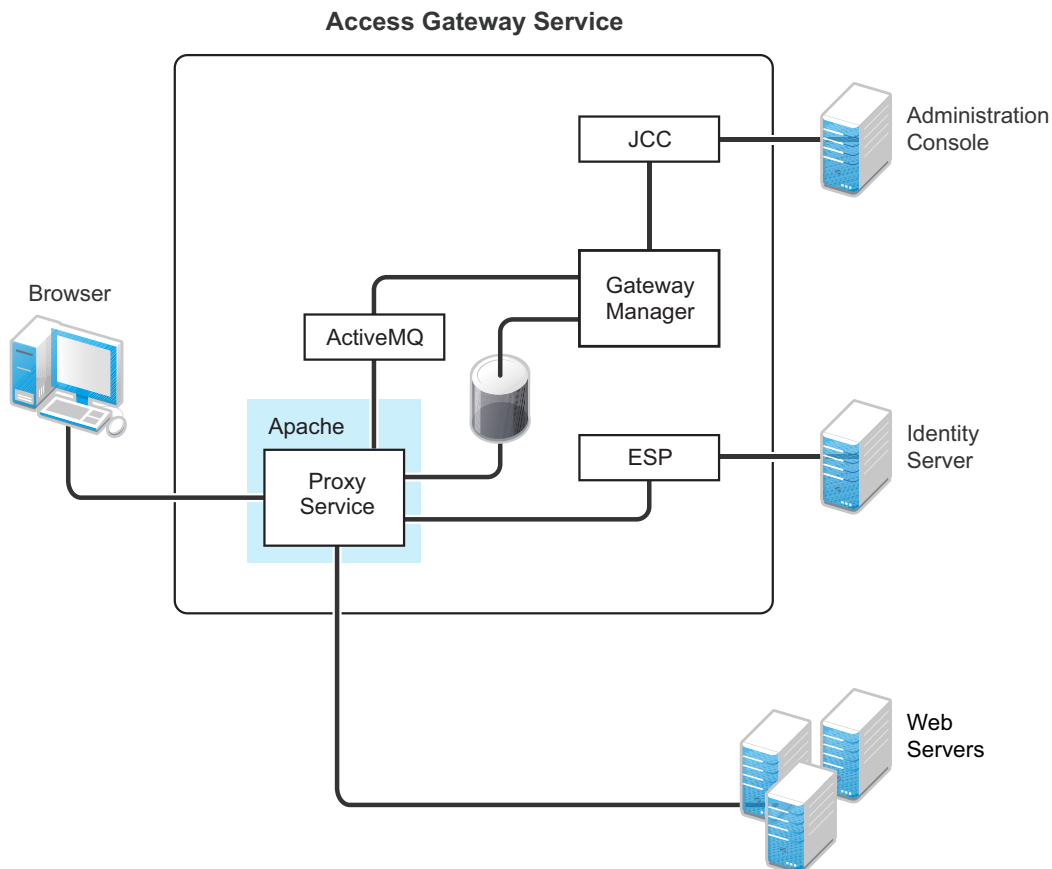 Access Gateway Service
Administration
Console
JCC
Gateway
Manager
Browser
ActiveMQ
Apache
Proxy
Service
ESP
Identity
Server
Web
Servers